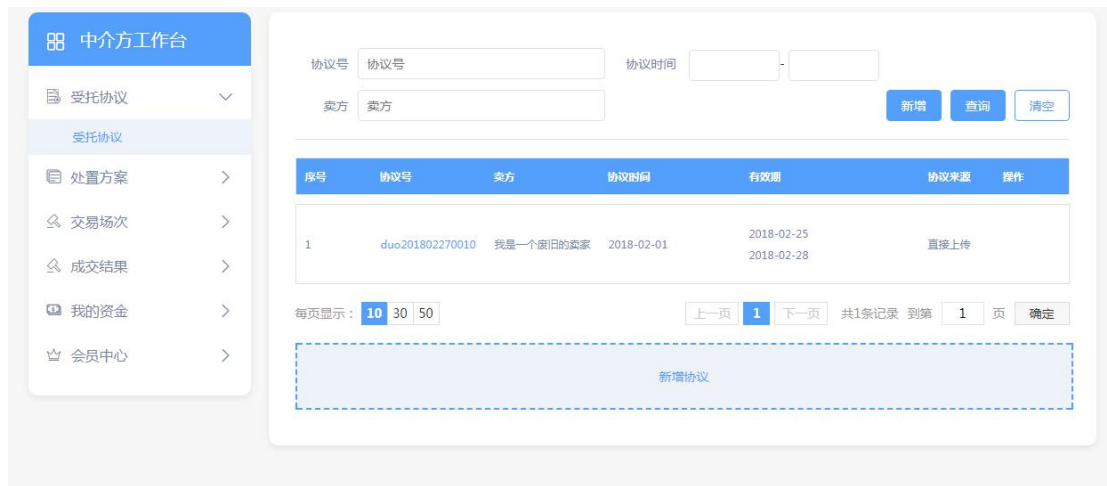 中介方工作台
受托协议
受托协议
处置方案
交易场次
成交结果
我的资金
会员中心
协议号 协议号 协议时间 -
卖方 卖方 新增 查询 清空
序号 协议号 卖方 协议时间 有效期 协议来源 操作
1 duo201802270010 我是一个废旧的卖家 2018-02-01 2018-02-25 直接上传
2018-02-28
每页显示： 10 30 50 上一页 1 下一页 共1条记录 到第 1 页 确定
新增协议